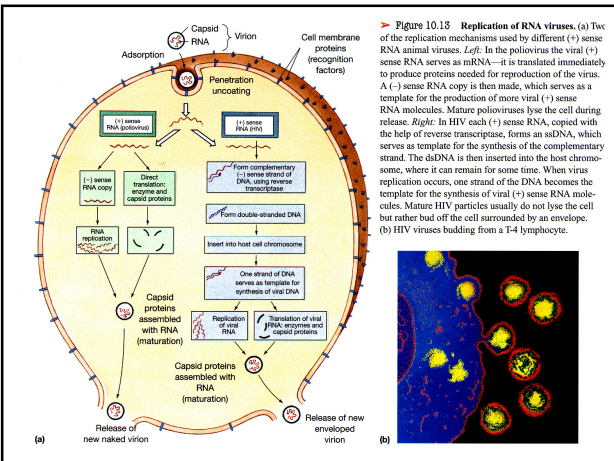 Capsid
RNA
Virion
Adsorption
Cell membrane
proteins
(recognition
factors)
Penetration
uncoating
(+) sense
RNA (poliovirus)
(+) sense
RNA (HIV)
(−) sense
RNA copy
Direct
translation:
enzyme and
capsid proteins
Form complementary
(−) sense strand of
DNA, using reverse
transcriptase
RNA
replication
Form double-stranded DNA
Insert into host cell chromosome
One strand of DNA
serves as template for
synthesis of viral DNA
Capsid
proteins
assembled
with RNA
(maturation)
Replication
of viral
RNA
Translation of viral
RNA: enzymes and
capsid proteins
Capsid proteins
assembled with
RNA
(maturation)
Release of
new naked virion
Release of new
enveloped
virion
(a)
➤ Figure 10.15 Replication of RNA viruses. (a) Two
of the replication mechanisms used by different (+) sense
RNA animal viruses. Left: In the poliovirus the viral (+)
sense RNA serves as mRNA—it is translated immediately
to produce proteins needed for reproduction of the virus.
A (−) sense RNA copy is then made, which serves as a
template for the production of more viral (+) sense
RNA molecules. Mature polioviruses lyse the cell during
release. Right: In HIV each (+) sense RNA, copied with
the help of reverse transcriptase, forms an ssDNA, which
serves as template for the synthesis of the complementary
strand. The dsDNA is then inserted into the host chromo-
some, where it can remain for some time. When virus
replication occurs, one strand of the DNA becomes the
template for the synthesis of viral (+) sense RNA mole-
cules. Mature HIV particles usually do not lyse the cell
but rather bud off the cell surrounded by an envelope.
(b) HIV viruses budding from a T-4 lymphocyte.
(b)